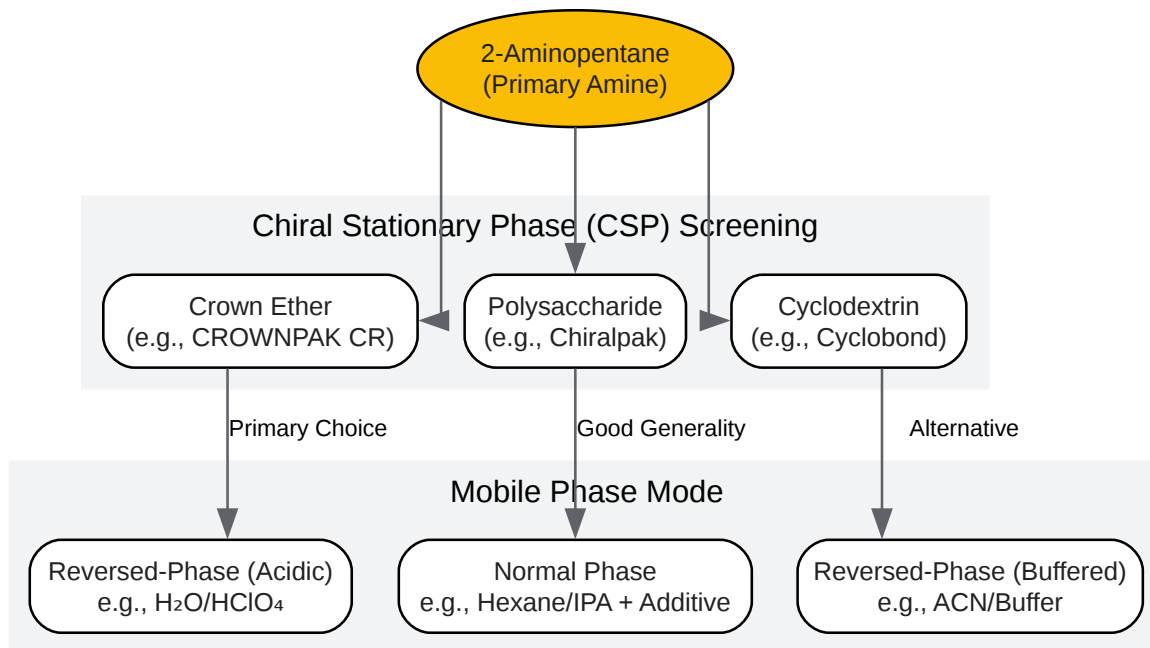 2-Aminopentane
(Primary Amine)
Chiral Stationary Phase (CSP) Screening
Crown Ether
(e.g., CROWNPAK CR)
Polysaccharide
(e.g., Chiralpak)
Cyclodextrin
(e.g., Cyclobond)
Primary Choice
Good Generality
Alternative
Mobile Phase Mode
Reversed-Phase (Acidic)
e.g., H₂O/HClO₄
Normal Phase
e.g., Hexane/IPA + Additive
Reversed-Phase (Buffered)
e.g., ACN/Buffer